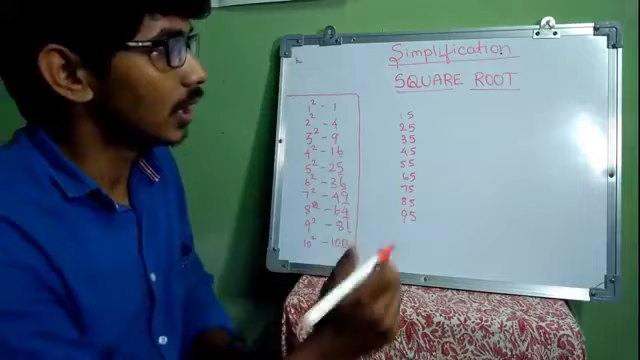 Simplification
SQUARE ROOT
1² - 1
2² - 4
3² - 9
4² - 16
5² - 25
6² - 36
7² - 49
8² - 64
9² - 81
10² - 100
15
25
35
45
55
65
75
85
95